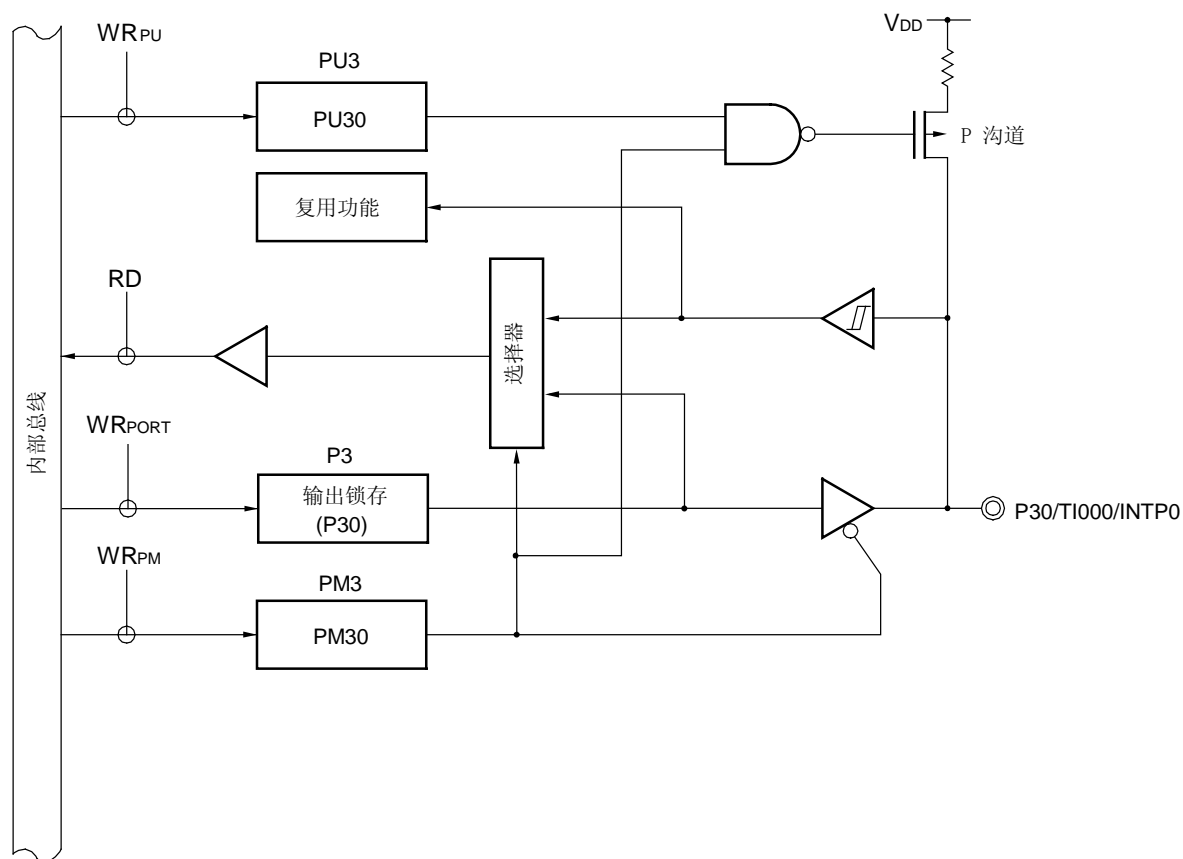 WRPU
VDD
PU3
PU30
P 沟道
复用功能
RD
选择器
内部总线
WRPORT
P3
输出锁存
(P30)
P30/TI000/INTP0
WRPM
PM3
PM30